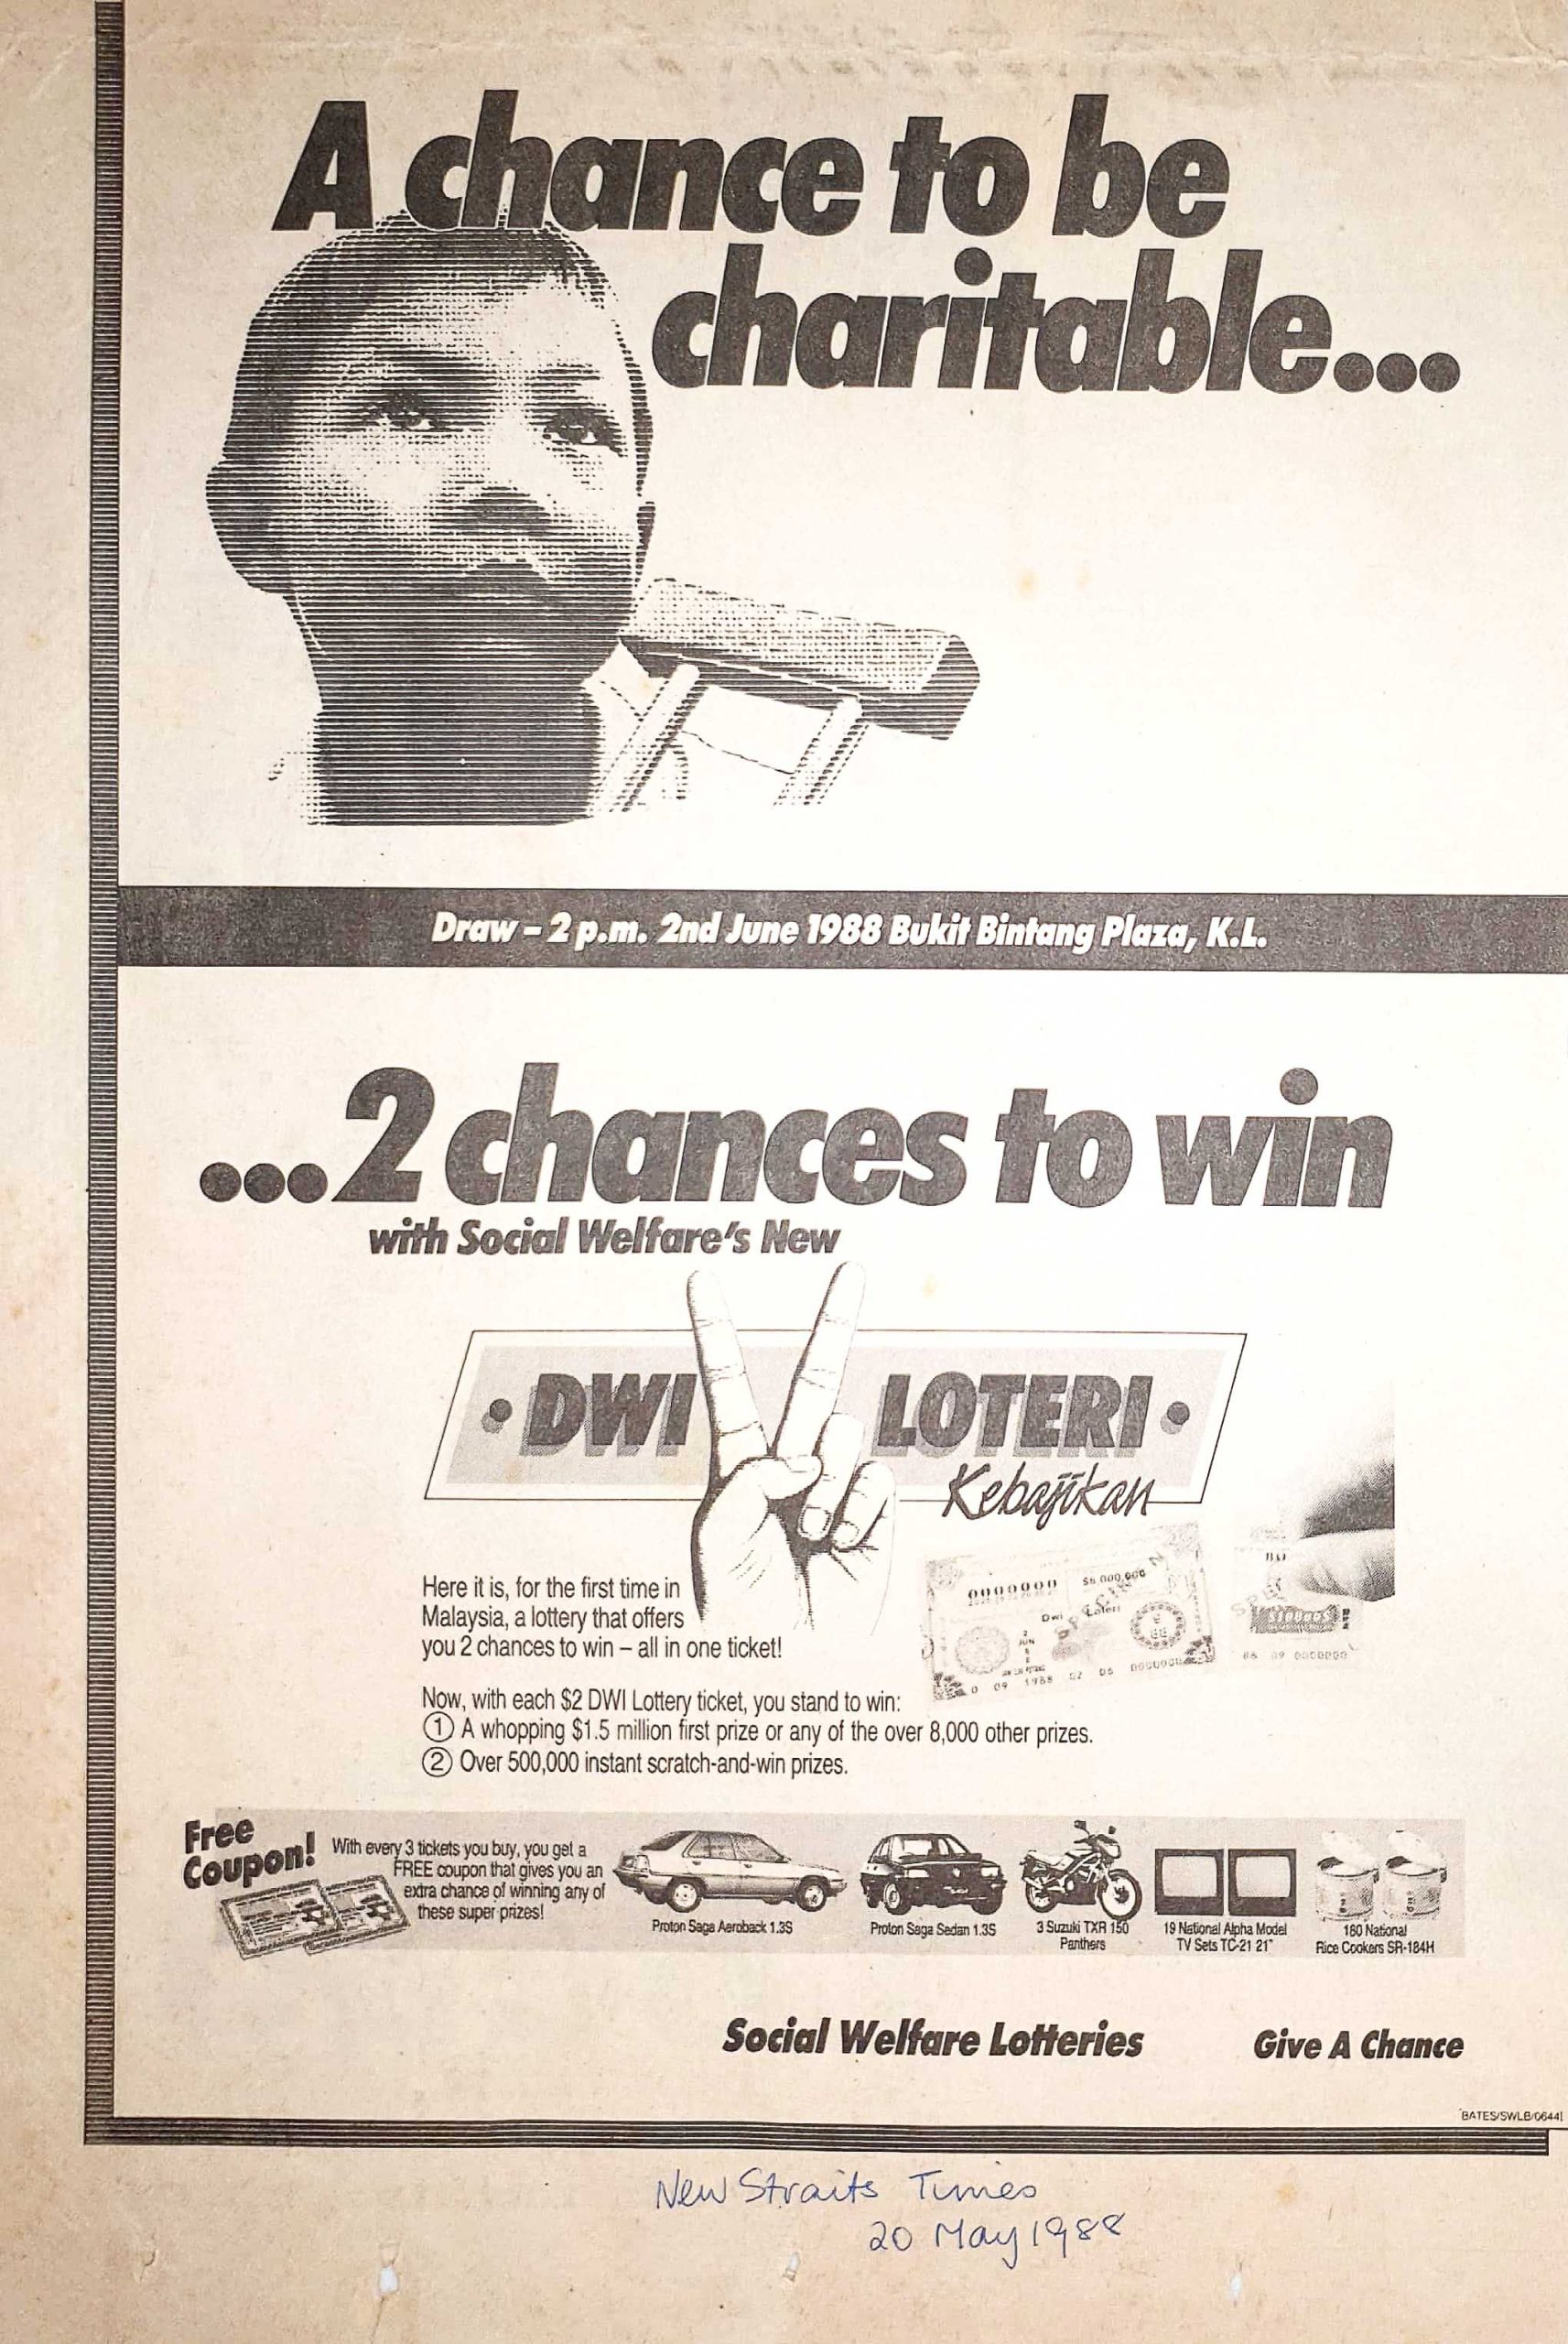 A chance to be
charitable...
Draw – 2 p.m. 2nd June 1988 Bukit Bintang Plaza, K.L.
...2 chances to win
with Social Welfare's New
• DWI LOTERI •
Kebajikan
Here it is, for the first time in
Malaysia, a lottery that offers
you 2 chances to win – all in one ticket!
0000000
Dwi Loteri
SPECIMEN
Now, with each $2 DWI Lottery ticket, you stand to win:
① A whopping $1.5 million first prize or any of the over 8,000 other prizes.
② Over 500,000 instant scratch-and-win prizes.
Free
Coupon!
With every 3 tickets you buy, you get a
FREE coupon that gives you an
extra chance of winning any of
these super prizes!
Proton Saga Aeroback 1.3S
Proton Saga Sedan 1.3S
3 Suzuki TXR 150
Panthers
19 National Alpha Model
TV Sets TC-21 21"
180 National
Rice Cookers SR-184H
Social Welfare Lotteries
Give A Chance
BATES/SWLB/0644
New Straits Times
20 May 1988